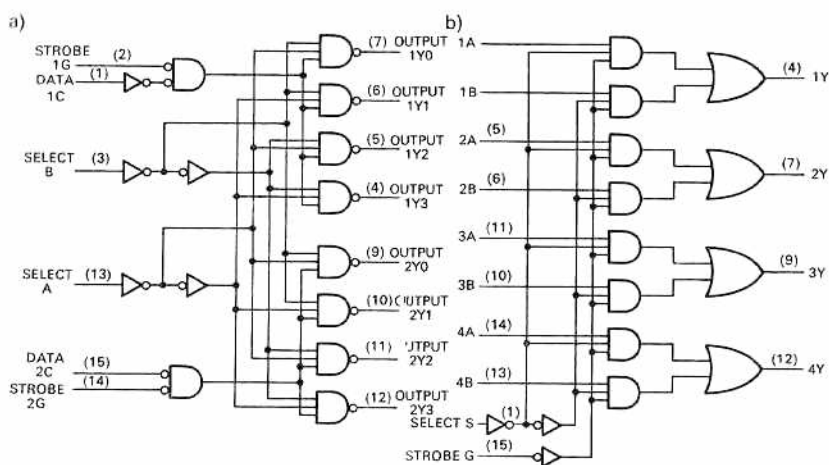 a)
STROBE (2)
1G
DATA (1)
1C
SELECT (3)
B
SELECT (13)
A
DATA (15)
2C
STROBE (14)
2G
(7) OUTPUT
1Y0
(6) OUTPUT
1Y1
(5) OUTPUT
1Y2
(4) OUTPUT
1Y3
(9) OUTPUT
2Y0
(10) OUTPUT
2Y1
(11) UTPUT
2Y2
(12) OUTPUT
2Y3
b)
1A
1B
2A (5)
2B (6)
3A (11)
3B (10)
4A (14)
4B (13)
SELECT S (1)
STROBE G (15)
(4) 1Y
(7) 2Y
(9) 3Y
(12) 4Y